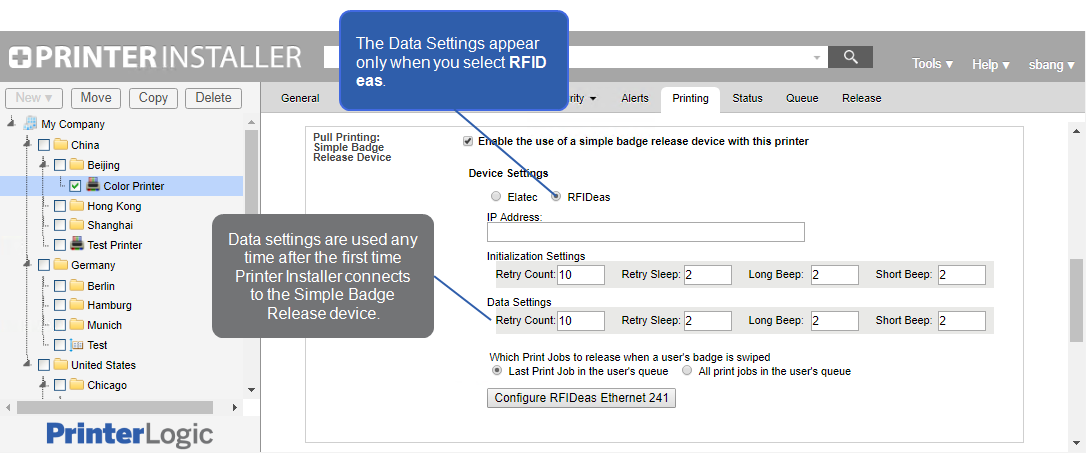 The Data Settings appear
only when you select RFID
eas.
PRINTER INSTALLER
Tools ▾
Help ▾
sbang ▾
New ▾
Move
Copy
Delete
General
rity ▾
Alerts
Printing
Status
Queue
Release
My Company
China
Beijing
Color Printer
Hong Kong
Shanghai
Test Printer
Germany
Berlin
Hamburg
Munich
Test
United States
Chicago
PrinterLogic
Pull Printing:
Simple Badge
Release Device
Enable the use of a simple badge release device with this printer
Device Settings
Elatec
RFIDeas
IP Address:
Data settings are used any
time after the first time
Printer Installer connects
to the Simple Badge
Release device.
Initialization Settings
Retry Count: 10 Retry Sleep: 2 Long Beep: 2 Short Beep: 2
Data Settings
Retry Count: 10 Retry Sleep: 2 Long Beep: 2 Short Beep: 2
Which Print Jobs to release when a user's badge is swiped
Last Print Job in the user's queue
All print jobs in the user's queue
Configure RFIDeas Ethernet 241